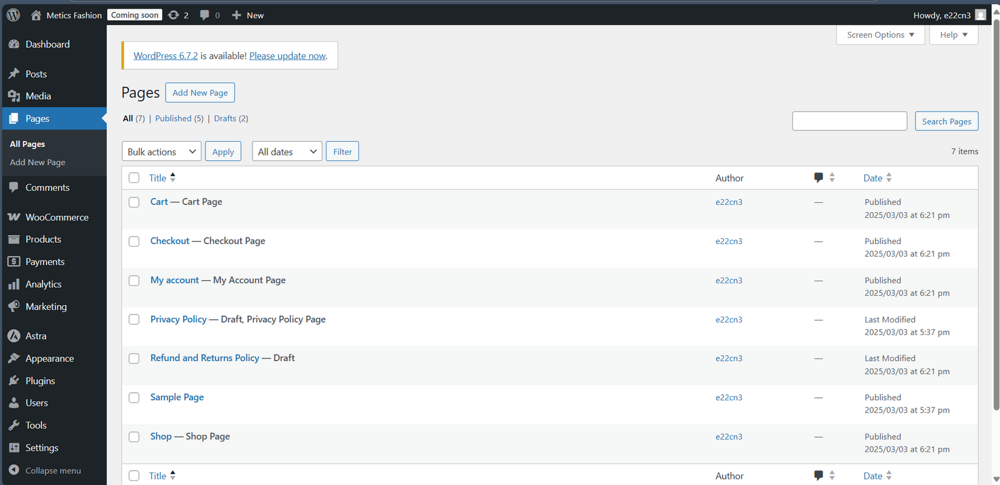 Metics Fashion Coming soon 2 0 New Howdy, e22cn3
Screen Options Help
Dashboard
Posts
Media
Pages
All Pages
Add New Page
Comments
WooCommerce
Products
Payments
Analytics
Marketing
Astra
Appearance
Plugins
Users
Tools
Settings
Collapse menu
WordPress 6.7.2 is available! Please update now.
Pages Add New Page
All (7) | Published (5) | Drafts (2)
Search Pages
Bulk actions Apply All dates Filter 7 items
Title Author Date
Cart — Cart Page e22cn3 — Published
2025/03/03 at 6:21 pm
Checkout — Checkout Page e22cn3 — Published
2025/03/03 at 6:21 pm
My account — My Account Page e22cn3 — Published
2025/03/03 at 6:21 pm
Privacy Policy — Draft, Privacy Policy Page e22cn3 — Last Modified
2025/03/03 at 5:37 pm
Refund and Returns Policy — Draft e22cn3 — Last Modified
2025/03/03 at 6:21 pm
Sample Page e22cn3 — Published
2025/03/03 at 5:37 pm
Shop — Shop Page e22cn3 — Published
2025/03/03 at 6:21 pm
Title Author Date